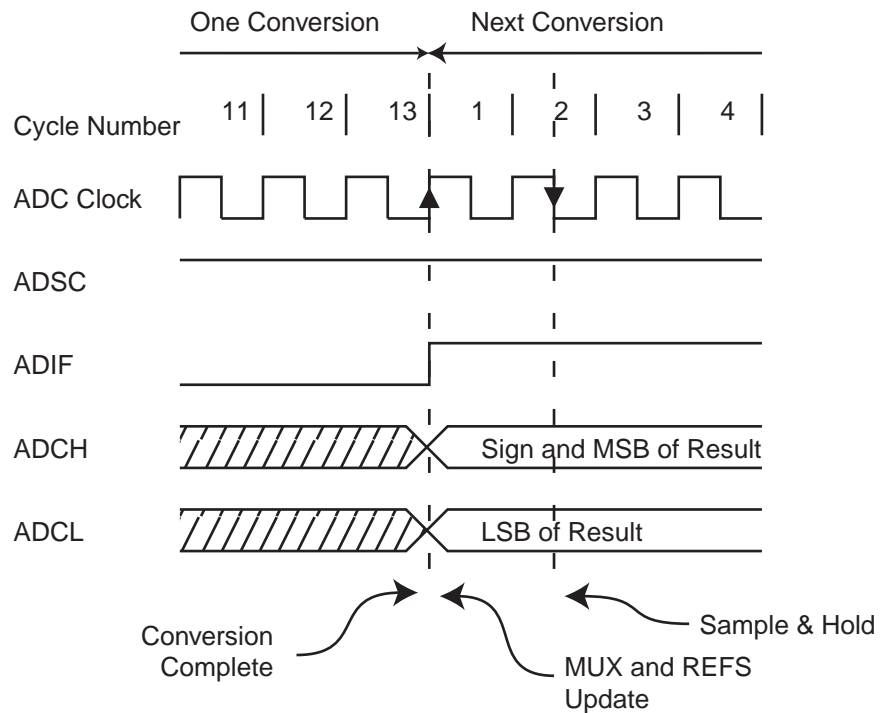 One Conversion Next Conversion
Cycle Number 11 12 13 1 2 3 4
ADC Clock
ADSC
ADIF
ADCH Sign and MSB of Result
ADCL LSB of Result
Conversion
Complete
MUX and REFS
Update
Sample & Hold